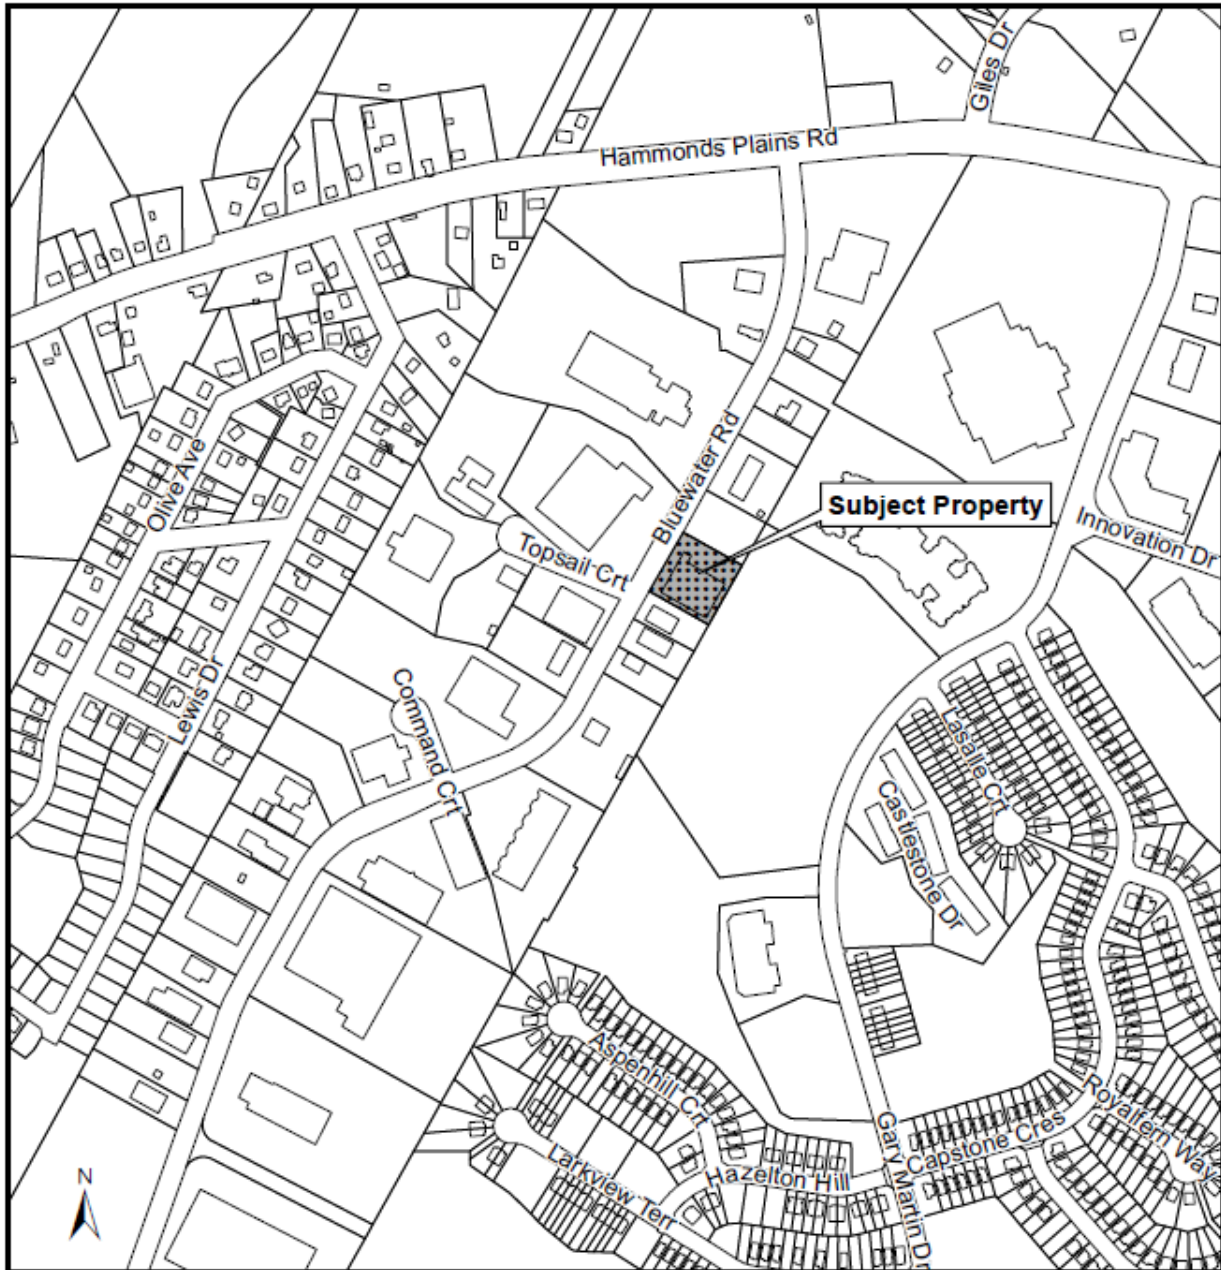 Giles Dr
Hammonds Plains Rd
Olive Ave
Bluewater Rd
Subject Property
Topsail Crt
Innovation Dr
Lewis Dr
Command Crt
Lasalle Crt
Castlestone Dr
Aspenhill Crt
Royalfern Way
Gary Martin Dr
Capstone Cres
Hazelton Hill
Larkview Terr
N